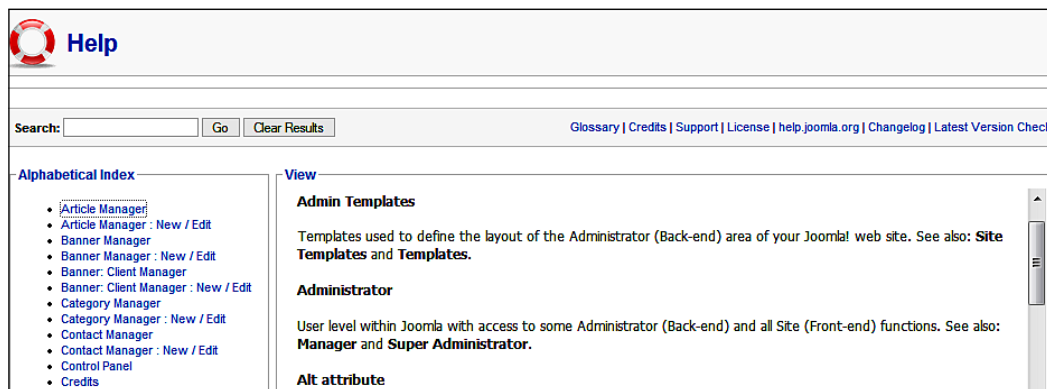 Help
Search: Go Clear Results Glossary | Credits | Support | License | help.joomla.org | Changelog | Latest Version Check
Alphabetical Index
Article Manager
Article Manager : New / Edit
Banner Manager
Banner Manager : New / Edit
Banner: Client Manager
Banner: Client Manager : New / Edit
Category Manager
Category Manager : New / Edit
Contact Manager
Contact Manager : New / Edit
Control Panel
Credits
View
Admin Templates
Templates used to define the layout of the Administrator (Back-end) area of your Joomla! web site. See also: Site
Templates and Templates.
Administrator
User level within Joomla with access to some Administrator (Back-end) and all Site (Front-end) functions. See also:
Manager and Super Administrator.
Alt attribute